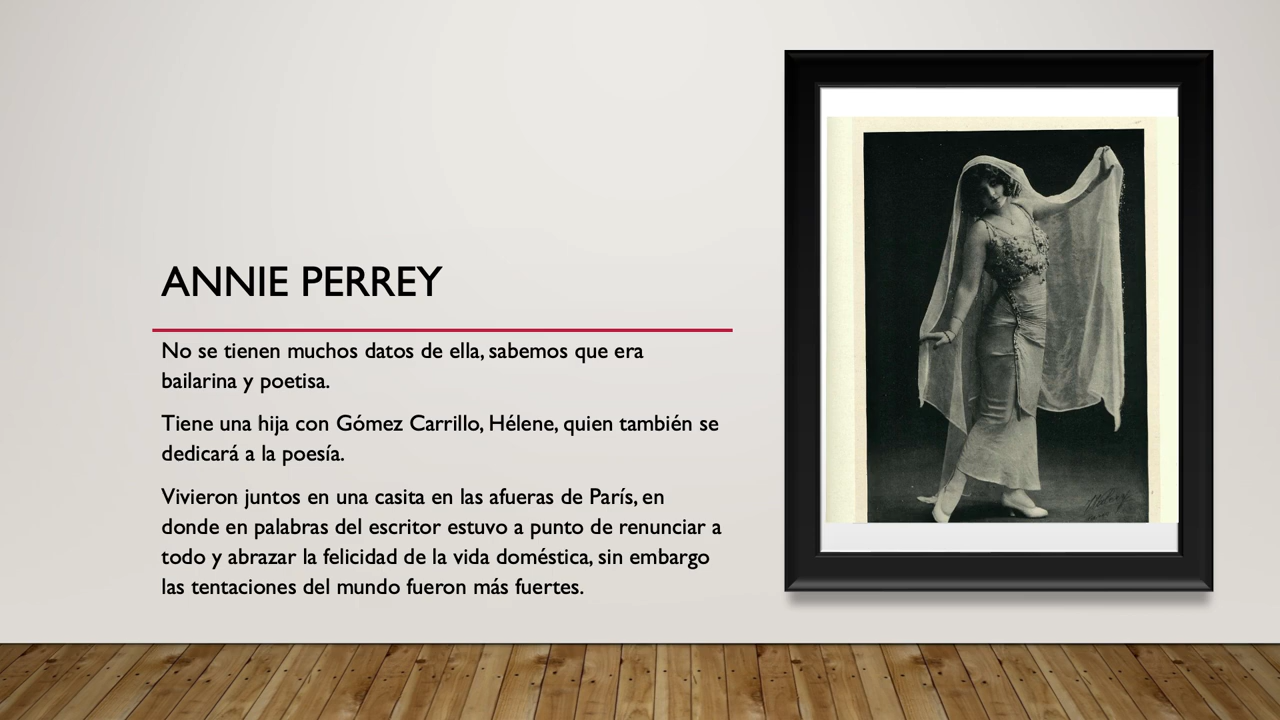 ANNIE PERREY
No se tienen muchos datos de ella, sabemos que era
bailarina y poetisa.
Tiene una hija con Gómez Carrillo, Hélene, quien también se
dedicará a la poesía.
Vivieron juntos en una casita en las afueras de París, en
donde en palabras del escritor estuvo a punto de renunciar a
todo y abrazar la felicidad de la vida doméstica, sin embargo
las tentaciones del mundo fueron más fuertes.